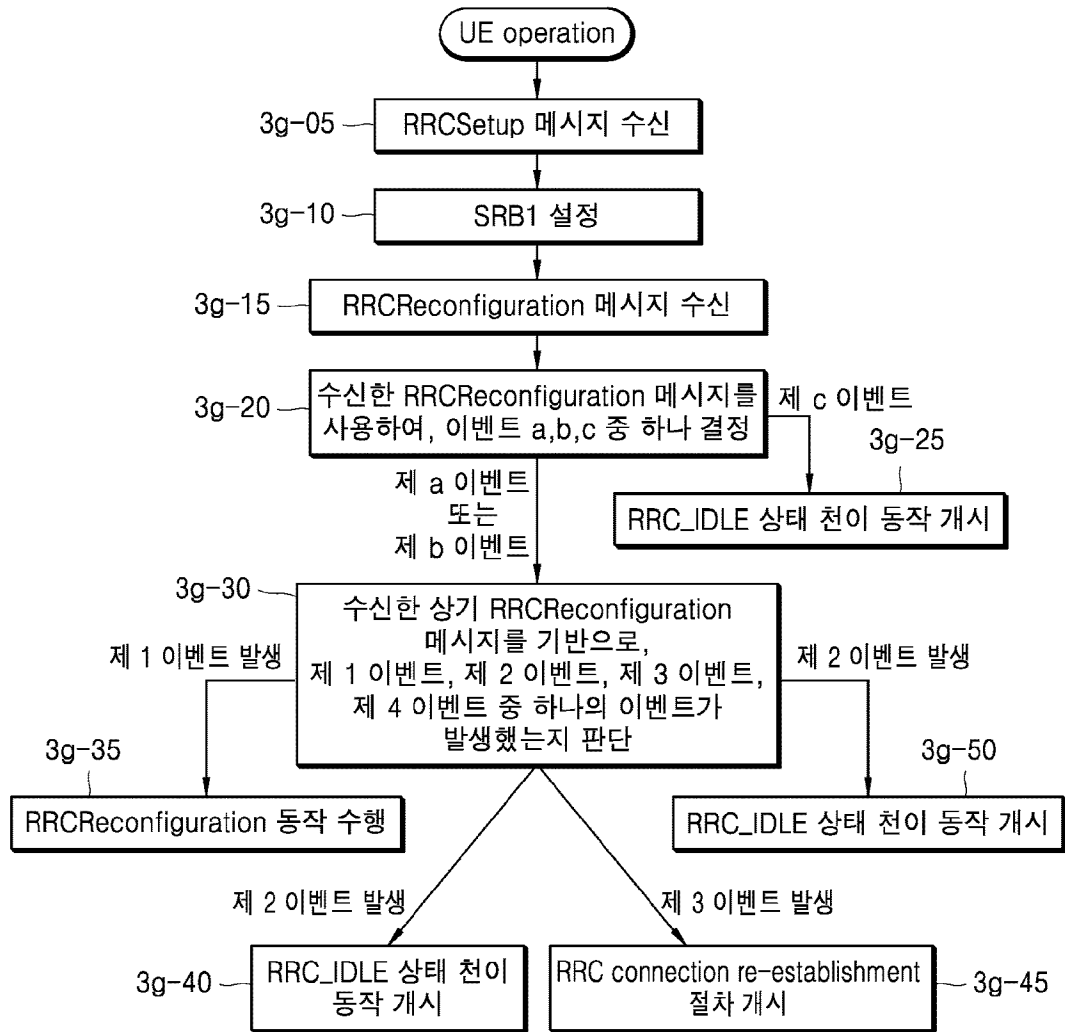 UE operation
3g-05
RRCSetup 메시지 수신
3g-10
SRB1 설정
3g-15
RRCReconfiguration 메시지 수신
3g-20
수신한 RRCReconfiguration 메시지를
사용하여, 이벤트 a,b,c 중 하나 결정
제 c 이벤트
3g-25
RRC_IDLE 상태 천이 동작 개시
제 a 이벤트
또는
제 b 이벤트
3g-30
수신한 상기 RRCReconfiguration
메시지를 기반으로,
제 1 이벤트, 제 2 이벤트, 제 3 이벤트,
제 4 이벤트 중 하나의 이벤트가
발생했는지 판단
제 1 이벤트 발생
제 2 이벤트 발생
3g-35
RRCReconfiguration 동작 수행
3g-50
RRC_IDLE 상태 천이 동작 개시
제 2 이벤트 발생
제 3 이벤트 발생
3g-40
RRC_IDLE 상태 천이
동작 개시
RRC connection re-establishment
절차 개시
3g-45